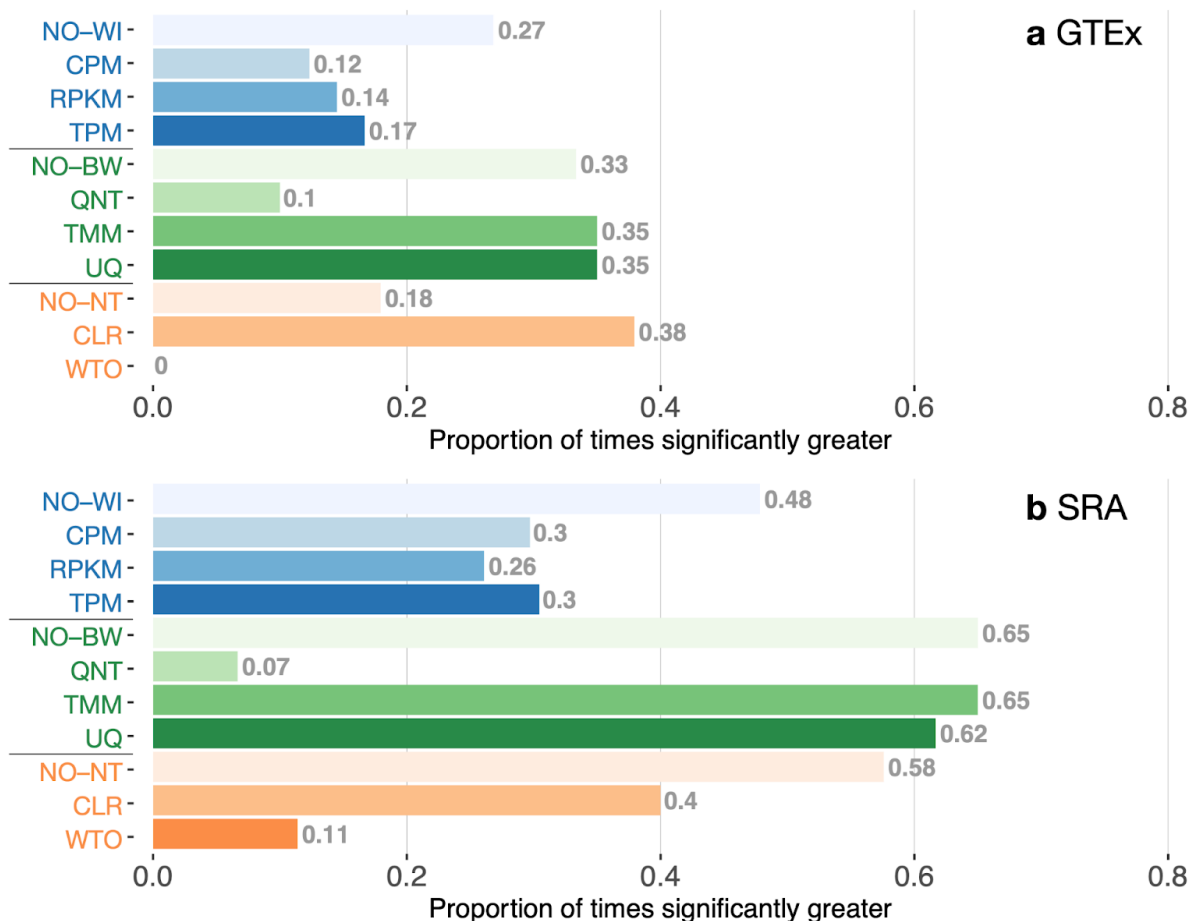 a GTEx
NO–WI 0.27
CPM 0.12
RPKM 0.14
TPM 0.17
NO–BW 0.33
QNT 0.1
TMM 0.35
UQ 0.35
NO–NT 0.18
CLR 0.38
WTO 0
0.0 0.2 0.4 0.6 0.8
Proportion of times significantly greater
b SRA
NO–WI 0.48
CPM 0.3
RPKM 0.26
TPM 0.3
NO–BW 0.65
QNT 0.07
TMM 0.65
UQ 0.62
NO–NT 0.58
CLR 0.4
WTO 0.11
0.0 0.2 0.4 0.6 0.8
Proportion of times significantly greater